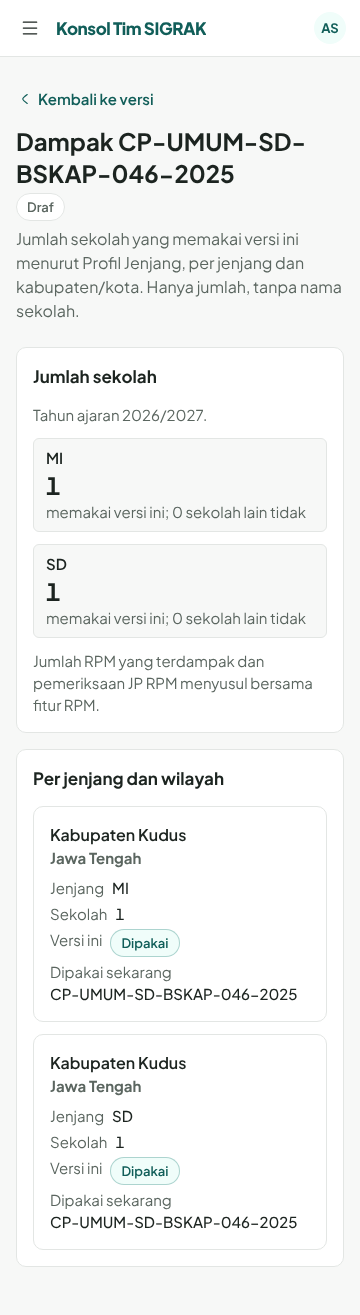 Konsol Tim SIGRAK
AS
Kembali ke versi
Dampak CP-UMUM-SD-
BSKAP-046-2025
Draf
Jumlah sekolah yang memakai versi ini
menurut Profil Jenjang, per jenjang dan
kabupaten/kota. Hanya jumlah, tanpa nama
sekolah.
Jumlah sekolah
Tahun ajaran 2026/2027.
MI
1
memakai versi ini; 0 sekolah lain tidak
SD
1
memakai versi ini; 0 sekolah lain tidak
Jumlah RPM yang terdampak dan
pemeriksaan JP RPM menyusul bersama
fitur RPM.
Per jenjang dan wilayah
Kabupaten Kudus
Jawa Tengah
Jenjang MI
Sekolah 1
Versi ini Dipakai
Dipakai sekarang
CP-UMUM-SD-BSKAP-046-2025
Kabupaten Kudus
Jawa Tengah
Jenjang SD
Sekolah 1
Versi ini Dipakai
Dipakai sekarang
CP-UMUM-SD-BSKAP-046-2025